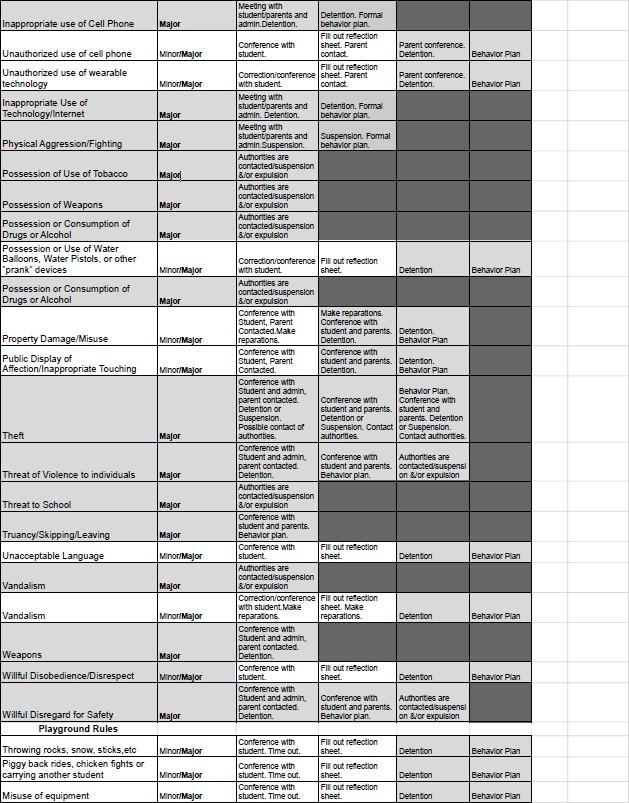 Inappropriate use of Cell Phone
Major
Meeting with
student/parents and
admin.Detention.
Detention. Formal
behavior plan.
Unauthorized use of cell phone
Minor/Major
Conference with
student.
Fill out reflection
sheet. Parent
contact.
Parent conference.
Detention.
Behavior Plan
Unauthorized use of wearable
technology
Minor/Major
Correction/conference
with student.
Fill out reflection
sheet. Parent
contact.
Parent conference.
Detention.
Behavior Plan
Inappropriate Use of
Technology/Internet
Major
Meeting with
student/parents and
admin. Detention.
Detention. Formal
behavior plan.
Physical Aggression/Fighting
Major
Meeting with
student/parents and
admin.Suspension.
Suspension. Formal
behavior plan.
Possession of Use of Tobacco
Major
Authorities are
contacted/suspension
&/or expulsion
Possession of Weapons
Major
Authorities are
contacted/suspension
&/or expulsion
Possession or Consumption of
Drugs or Alcohol
Major
Authorities are
contacted/suspension
&/or expulsion
Possession or Use of Water
Balloons, Water Pistols, or other
"prank" devices
Minor/Major
Correction/conference
with student.
Fill out reflection
sheet.
Detention
Behavior Plan
Possession or Consumption of
Drugs or Alcohol
Major
Authorities are
contacted/suspension
&/or expulsion
Property Damage/Misuse
Minor/Major
Conference with
Student, Parent
Contacted.Make
reparations.
Make reparations.
Conference with
student and parents.
Detention.
Detention.
Behavior Plan
Public Display of
Affection/Inappropriate Touching
Minor/Major
Conference with
Student, Parent
Contacted.
Conference with
student and parents.
Detention.
Detention.
Behavior Plan
Theft
Major
Conference with
Student and admin,
parent contacted.
Detention or
Suspension.
Possible contact of
authorities.
Conference with
student and parents.
Detention or
Suspension. Contact
authorities.
Behavior Plan.
Conference with
student and
parents. Detention
or Suspension.
Contact authorities.
Threat of Violence to individuals
Major
Conference with
Student and admin,
parent contacted.
Detention.
Conference with
student and parents.
Behavior plan.
Authorities are
contacted/suspensi
on &/or expulsion
Threat to School
Major
Authorities are
contacted/suspension
&/or expulsion
Truancy/Skipping/Leaving
Major
Conference with
student and parents.
Behavior plan.
Unacceptable Language
Minor/Major
Conference with
student.
Fill out reflection
sheet.
Detention
Behavior Plan
Vandalism
Major
Authorities are
contacted/suspension
&/or expulsion
Vandalism
Minor/Major
Correction/conference
with student.Make
reparations.
Fill out reflection
sheet. Make
reparations.
Detention
Behavior Plan
Weapons
Major
Conference with
Student and admin,
parent contacted.
Detention.
Willful Disobedience/Disrespect
Minor/Major
Conference with
student.
Fill out reflection
sheet.
Detention
Behavior Plan
Willful Disregard for Safety
Major
Conference with
Student and admin,
parent contacted.
Detention.
Conference with
student and parents.
Behavior plan.
Authorities are
contacted/suspensi
on &/or expulsion
Playground Rules
Throwing rocks, snow, sticks,etc
Minor/Major
Conference with
student. Time out.
Fill out reflection
sheet.
Detention
Behavior Plan
Piggy back rides, chicken fights or
carrying another student
Minor/Major
Conference with
student. Time out.
Fill out reflection
sheet.
Detention
Behavior Plan
Misuse of equipment
Minor/Major
Conference with
student. Time out.
Fill out reflection
sheet.
Detention
Behavior Plan